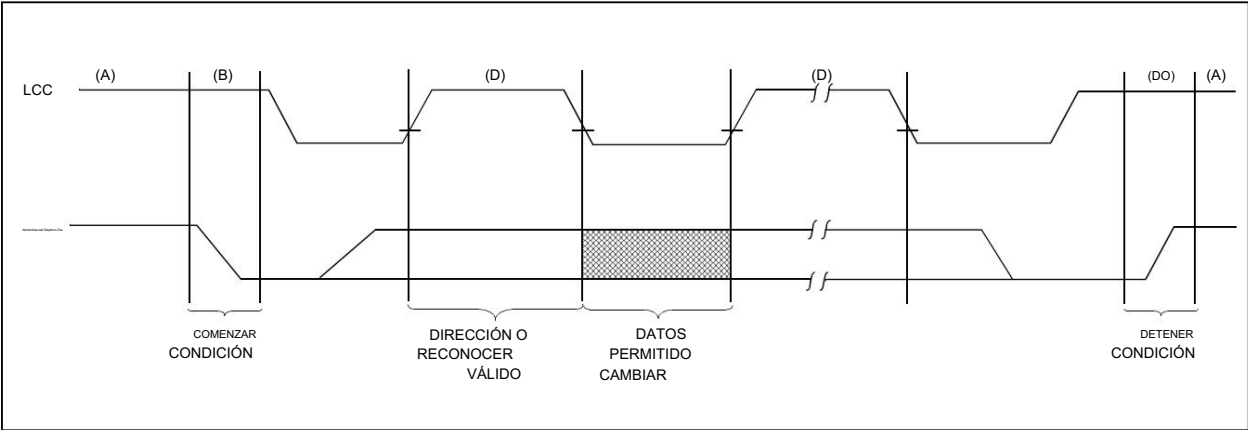 (A)
(B)
(D)
(D)
(DO)
(A)
LCC
COMENZAR
CONDICIÓN
DIRECCIÓN O
RECONOCER
VÁLIDO
DATOS
PERMITIDO
CAMBIAR
DETENER
CONDICIÓN